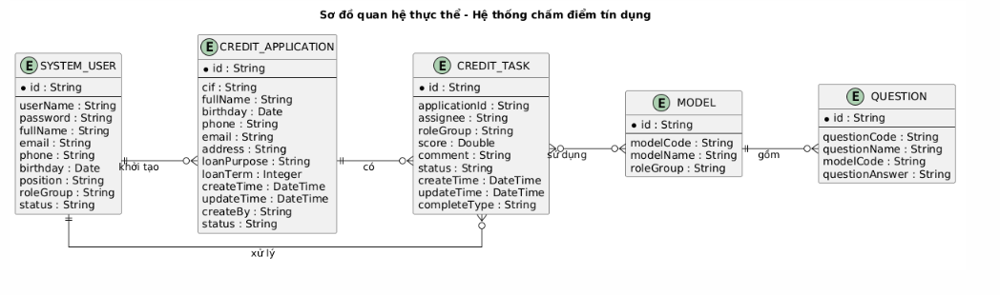 Sơ đồ quan hệ thực thể - Hệ thống chấm điểm tín dụng
E SYSTEM_USER
id : String
userName : String
password : String
fullName : String
email : String
phone : String
birthday : Date
position : String
roleGroup : String
status : String
khởi tạo
E CREDIT_APPLICATION
id : String
cif : String
fullName : String
birthday : Date
phone : String
email : String
address : String
loanPurpose : String
loanTerm : Integer
createTime : DateTime
updateTime : DateTime
createBy : String
status : String
có
E CREDIT_TASK
id : String
applicationId : String
assignee : String
roleGroup : String
score : Double
comment : String
status : String
createTime : DateTime
updateTime : DateTime
completeType : String
sử dụng
E MODEL
id : String
modelCode : String
modelName : String
roleGroup : String
gồm
E QUESTION
id : String
questionCode : String
questionName : String
modelCode : String
questionAnswer : String
xử lý